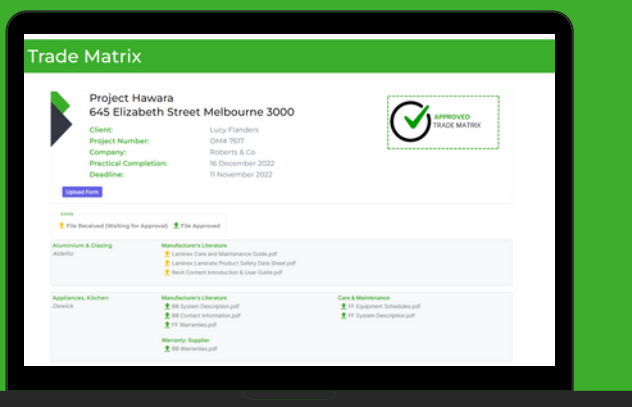 Trade Matrix
Project Hawara
645 Elizabeth Street Melbourne 3000
Client: Lucy Flanders
Project Number: OM# 7617
Company: Roberts & Co
Practical Completion: 16 December 2022
Deadline: 11 November 2022
APPROVED
TRADE MATRIX
Upload Form
ICONS
File Received (Waiting for Approval) File Approved
Aluminium & Glazing Manufacturer's Literature
Aidello Laminex Care and Maintenance Guide.pdf
Laminex Laminate Product Safety Data Sheet.pdf
Revit Content Introduction & User Guide.pdf
Appliances, Kitchen Manufacturer's Literature Care & Maintenance
Dewick BB System Description.pdf FF Equipment Schedules.pdf
BB Contact Information.pdf FF System Description.pdf
FF Warranties.pdf
Warranty: Supplier
BB Warranties.pdf